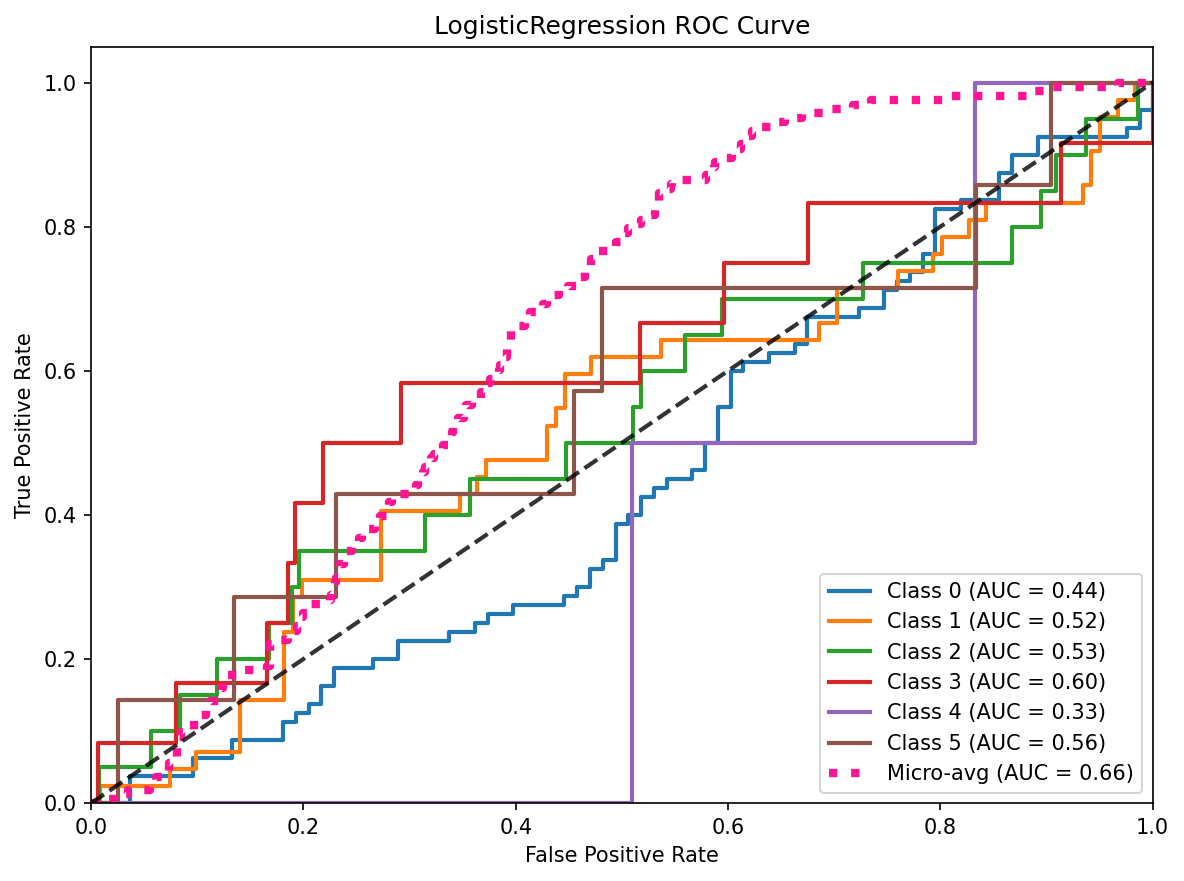 LogisticRegression ROC Curve
True Positive Rate
1.0
0.8
0.6
0.4
0.2
0.0
0.0 0.2 0.4 0.6 0.8 1.0
False Positive Rate
Class 0 (AUC = 0.44)
Class 1 (AUC = 0.52)
Class 2 (AUC = 0.53)
Class 3 (AUC = 0.60)
Class 4 (AUC = 0.33)
Class 5 (AUC = 0.56)
Micro-avg (AUC = 0.66)